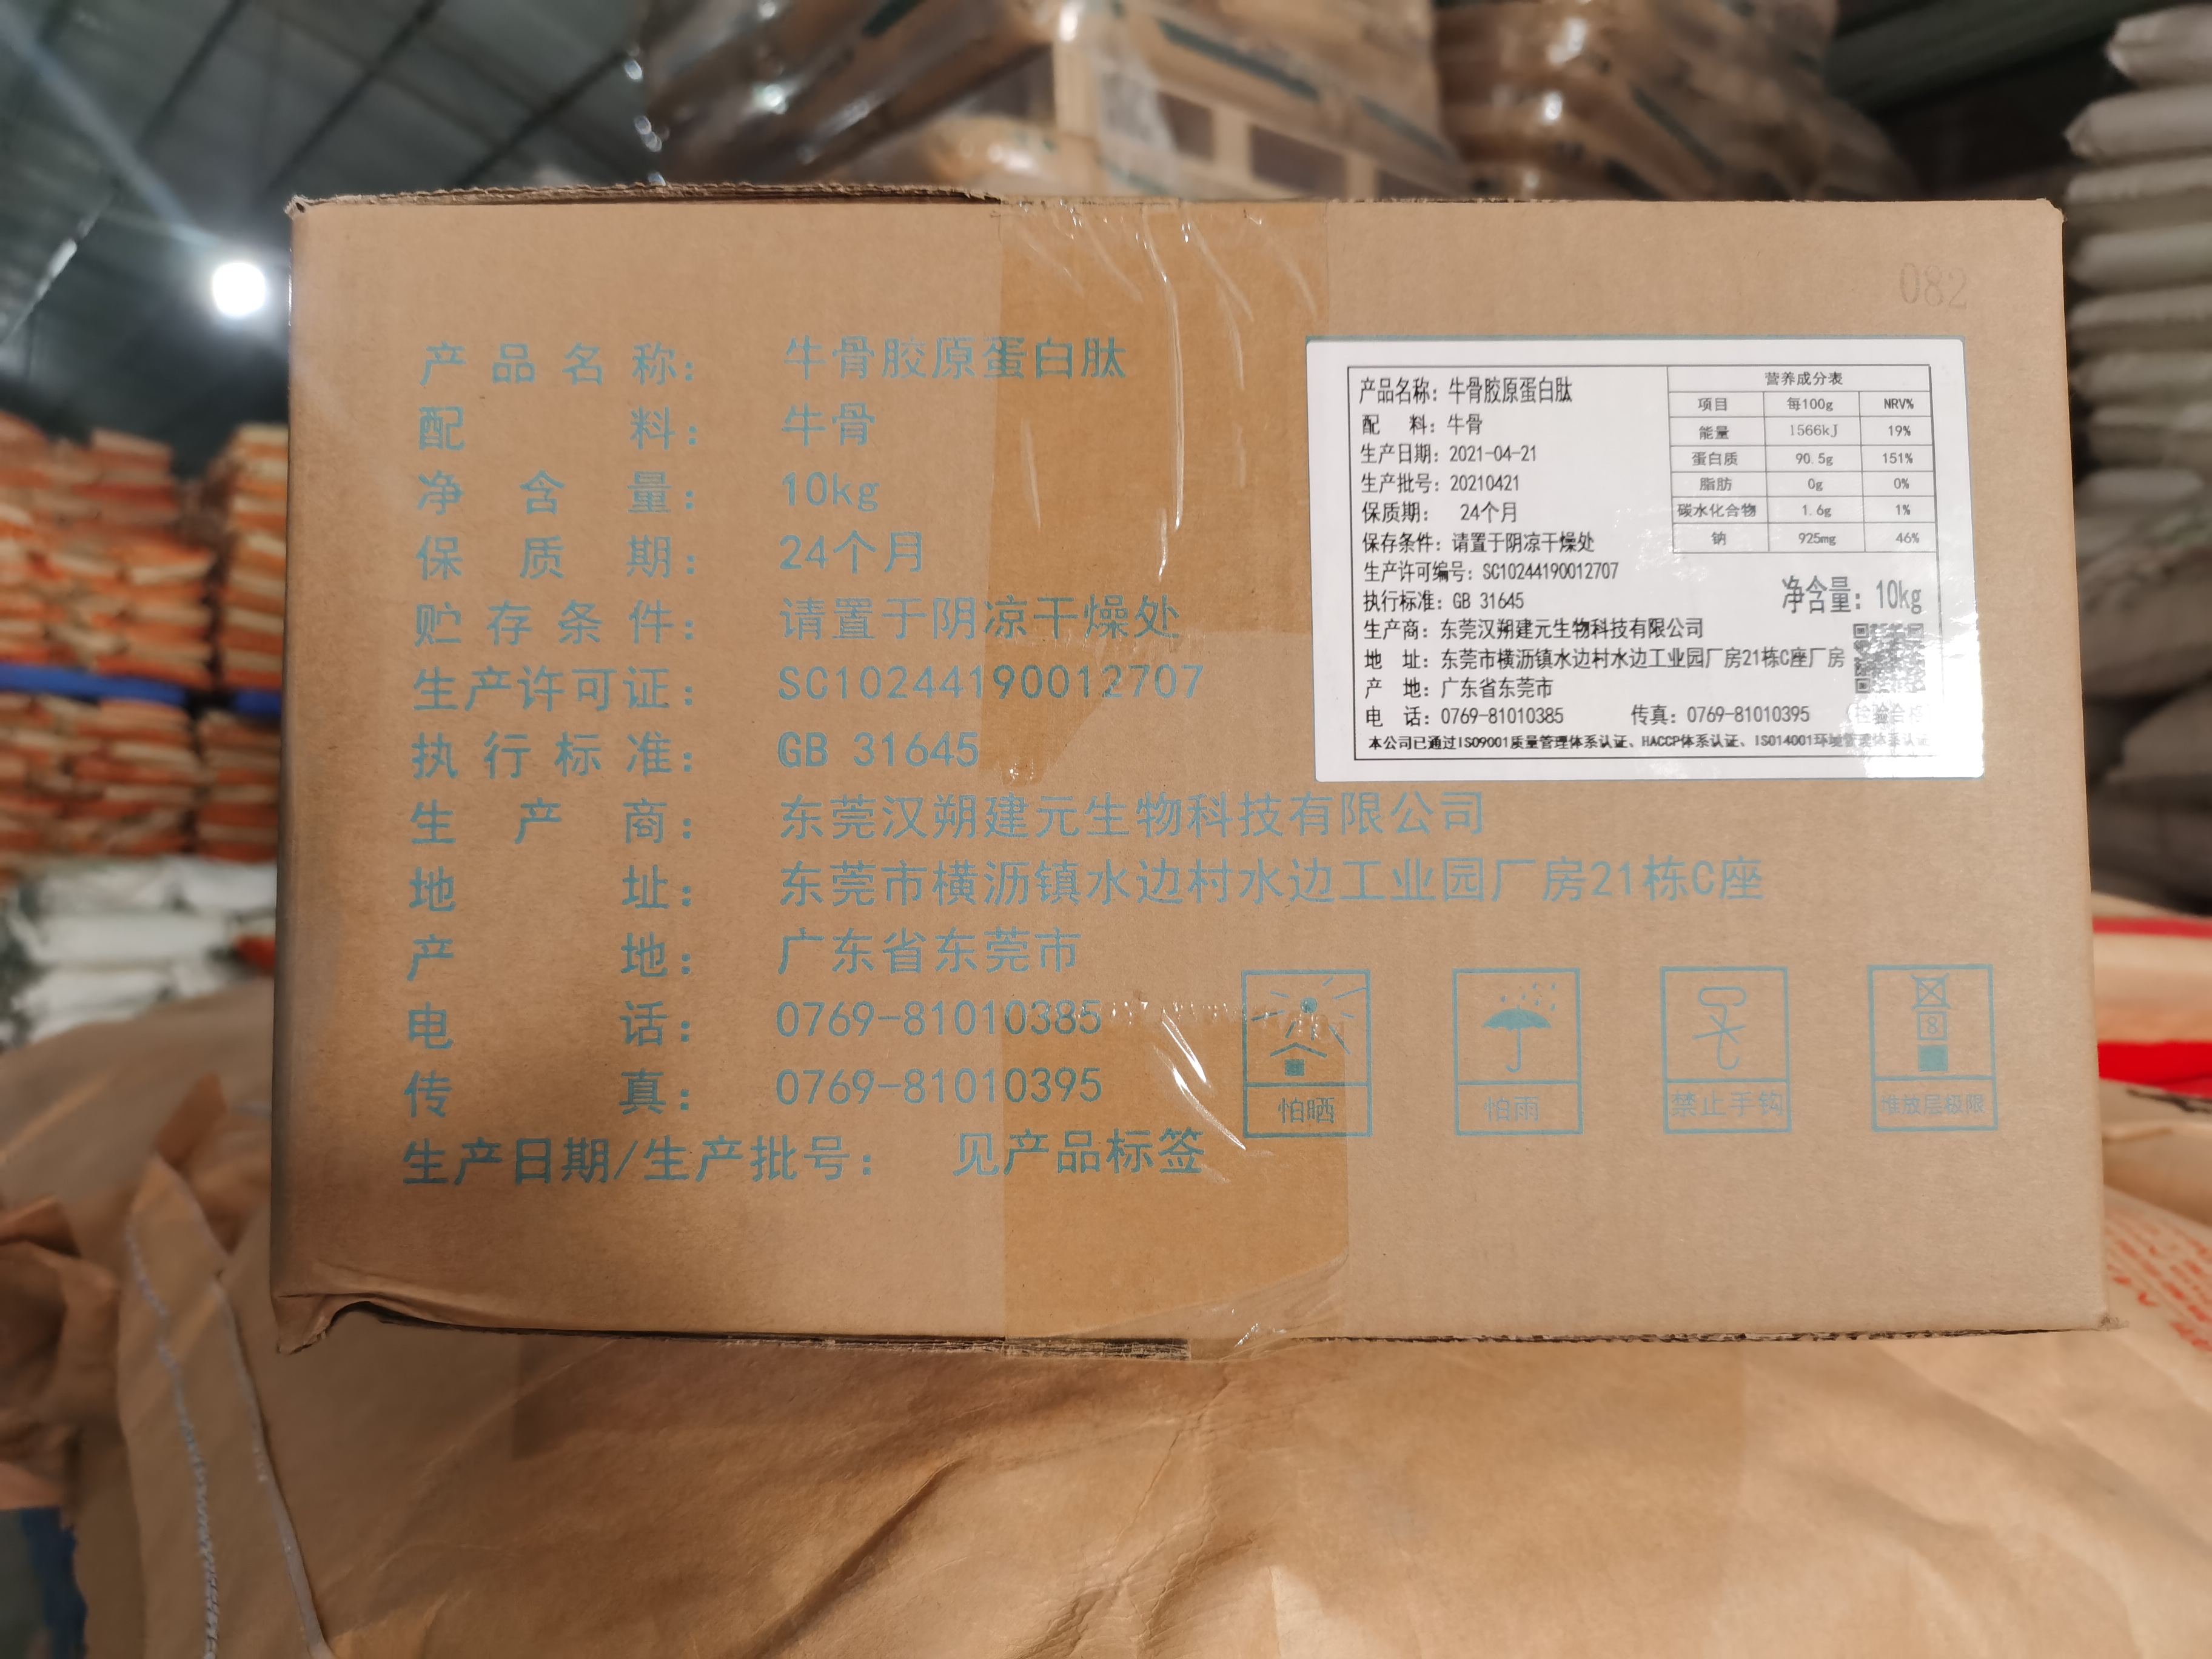 082
产品名称： 牛骨胶原蛋白肽
配料： 牛骨
净含量： 10kg
保质期： 24个月
贮存条件： 请置于阴凉干燥处
生产许可证： SC10244190012707
执行标准： GB 31645
生产商： 东莞汉朔建元生物科技有限公司
地址： 东莞市横沥镇水边村水边工业园厂房21栋C座
产地： 广东省东莞市
电话： 0769-81010385
传真： 0769-81010395
生产日期/生产批号： 见产品标签
产品名称：牛骨胶原蛋白肽
配 料：牛骨
生产日期：2021-04-21
生产批号：20210421
保质期： 24个月
保存条件：请置于阴凉干燥处
生产许可编号：SC10244190012707
执行标准：GB 31645
生产商：东莞汉朔建元生物科技有限公司
地 址：东莞市横沥镇水边村水边工业园厂房21栋C座厂房
产 地：广东省东莞市
电 话：0769-81010385 传真：0769-81010395
检验合格
本公司已通过ISO9001质量管理体系认证、HACCP体系认证、ISO14001环境管理体系认证
营养成分表
项目 每100g NRV%
能量 1566kJ 19%
蛋白质 90.5g 151%
脂肪 0g 0%
碳水化合物 1.6g 1%
钠 925mg 46%
净含量：10kg
怕晒
怕雨
禁止手钩
8
堆放层极限